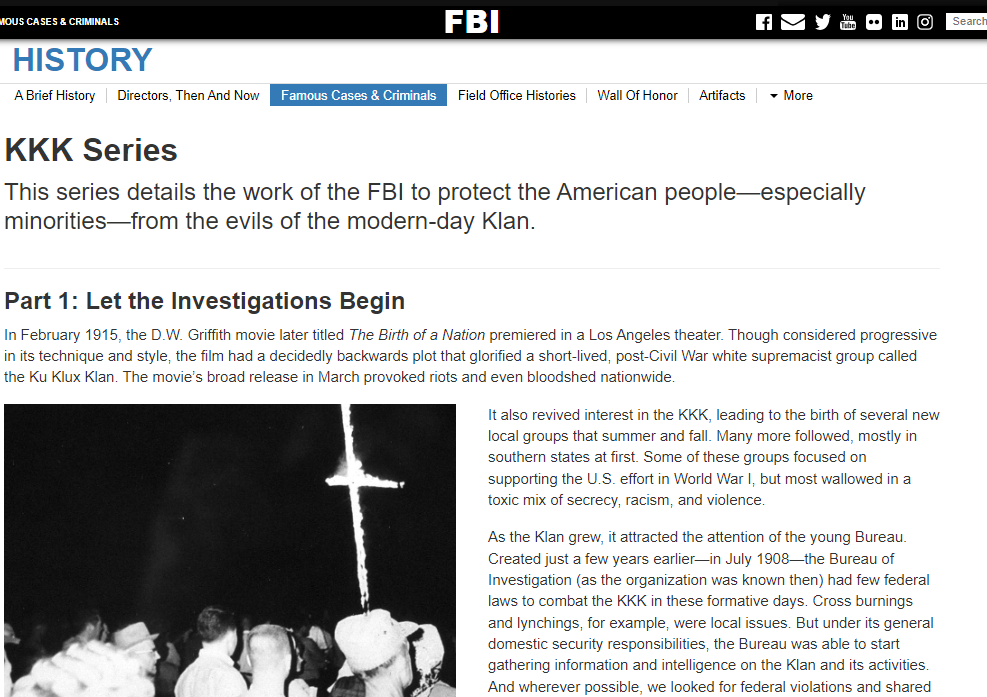 MOUS CASES & CRIMINALS
FBI
You
Tube
in
Search
HISTORY
A Brief History
Directors, Then And Now
Famous Cases & Criminals
Field Office Histories
Wall Of Honor
Artifacts
More
KKK Series
This series details the work of the FBI to protect the American people—especially
minorities—from the evils of the modern-day Klan.
Part 1: Let the Investigations Begin
In February 1915, the D.W. Griffith movie later titled The Birth of a Nation premiered in a Los Angeles theater. Though considered progressive
in its technique and style, the film had a decidedly backwards plot that glorified a short-lived, post-Civil War white supremacist group called
the Ku Klux Klan. The movie’s broad release in March provoked riots and even bloodshed nationwide.
It also revived interest in the KKK, leading to the birth of several new
local groups that summer and fall. Many more followed, mostly in
southern states at first. Some of these groups focused on
supporting the U.S. effort in World War I, but most wallowed in a
toxic mix of secrecy, racism, and violence.
As the Klan grew, it attracted the attention of the young Bureau.
Created just a few years earlier—in July 1908—the Bureau of
Investigation (as the organization was known then) had few federal
laws to combat the KKK in these formative days. Cross burnings
and lynchings, for example, were local issues. But under its general
domestic security responsibilities, the Bureau was able to start
gathering information and intelligence on the Klan and its activities.
And wherever possible, we looked for federal violations and shared